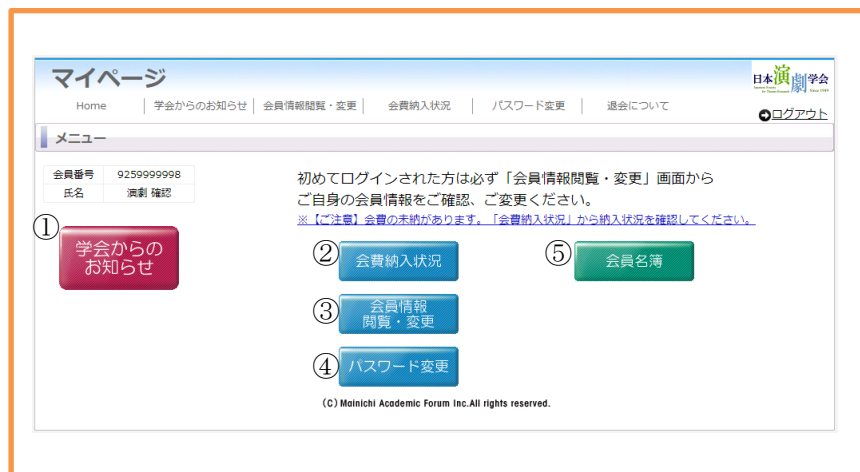 マイページ
日本演劇学会
Home 学会からのお知らせ 会員情報閲覧・変更 会費納入状況 パスワード変更 退会について
ログアウト
メニュー
会員番号 9259999998
氏名 演劇 確認
初めてログインされた方は必ず「会員情報閲覧・変更」画面から
ご自身の会員情報をご確認、ご変更ください。
※【ご注意】会費の未納があります。「会費納入状況」から納入状況を確認してください。
①
学会からの
お知らせ
② 会費納入状況
⑤ 会員名簿
③ 会員情報
閲覧・変更
④ パスワード変更
(C) Mainichi Academic Forum Inc.All rights reserved.